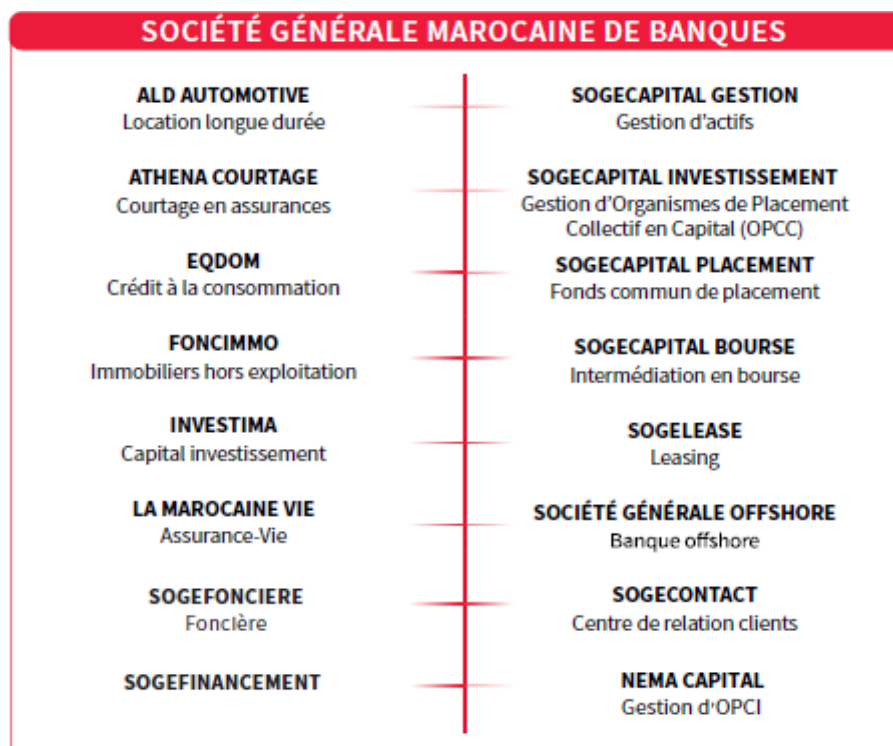 SOCIÉTÉ GÉNÉRALE MAROCAINE DE BANQUES
ALD AUTOMOTIVE
Location longue durée
ATHENA COURTAGE
Courtage en assurances
EQDOM
Crédit à la consommation
FONCIMMO
Immobiliers hors exploitation
INVESTIMA
Capital investissement
LA MAROCAINE VIE
Assurance-Vie
SOGEFONCIERE
Foncière
SOGEFINANCEMENT
SOGECAPITAL GESTION
Gestion d'actifs
SOGECAPITAL INVESTISSEMENT
Gestion d'Organismes de Placement
Collectif en Capital (OPCC)
SOGECAPITAL PLACEMENT
Fonds commun de placement
SOGECAPITAL BOURSE
Intermédiation en bourse
SOGELEASE
Leasing
SOCIÉTÉ GÉNÉRALE OFFSHORE
Banque offshore
SOGECONTACT
Centre de relation clients
NEMA CAPITAL
Gestion d'OPCI